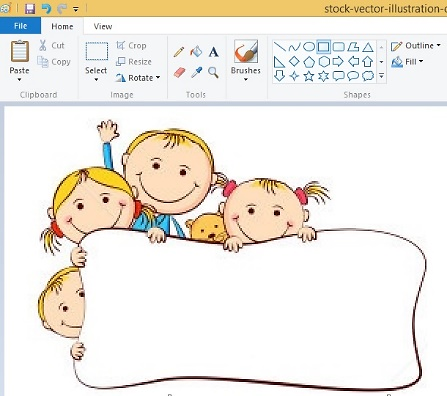 stock-vector-illustration-o
File Home View
Cut
Copy
Paste
Clipboard
Select
Crop
Resize
Rotate
Image
A
Tools
Brushes
Shapes
Outline
Fill